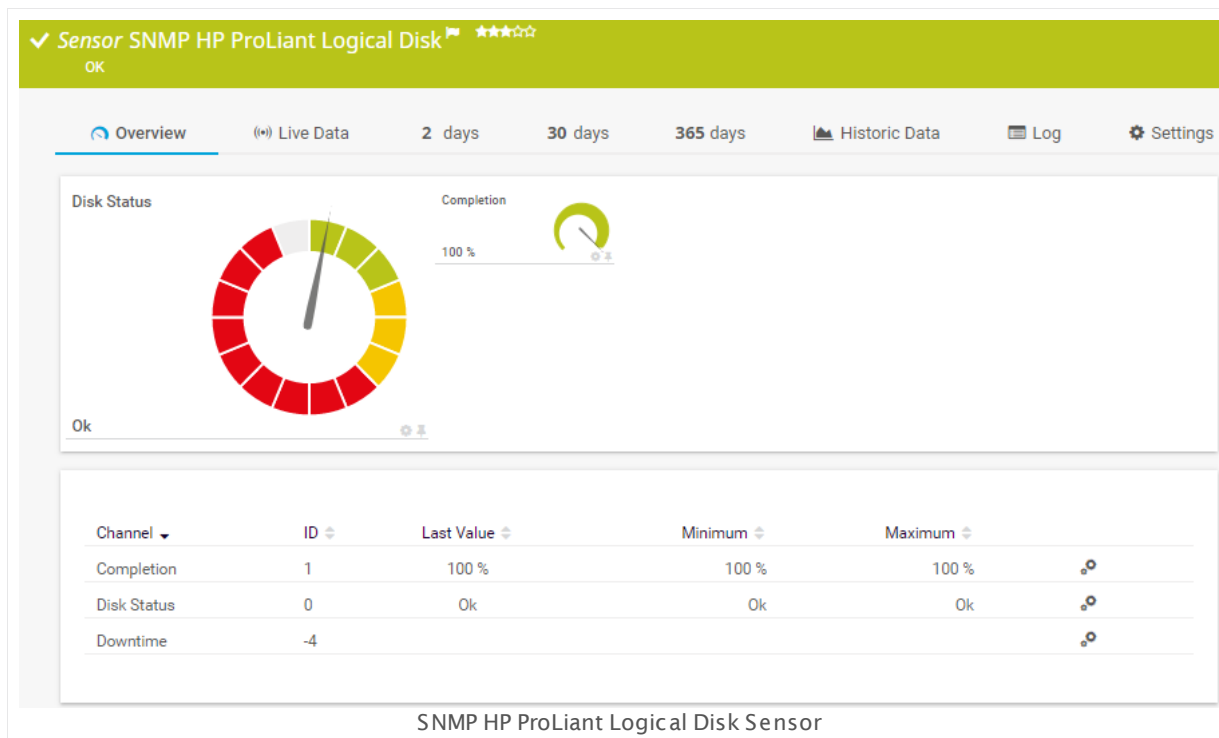 Sensor SNMP HP ProLiant Logical Disk
OK
Overview Live Data 2 days 30 days 365 days Historic Data Log Settings
Disk Status
Completion
100 %
Ok
Channel ID Last Value Minimum Maximum
Completion 1 100 % 100 % 100 %
Disk Status 0 Ok Ok Ok
Downtime -4
SNMP HP ProLiant Logical Disk Sensor